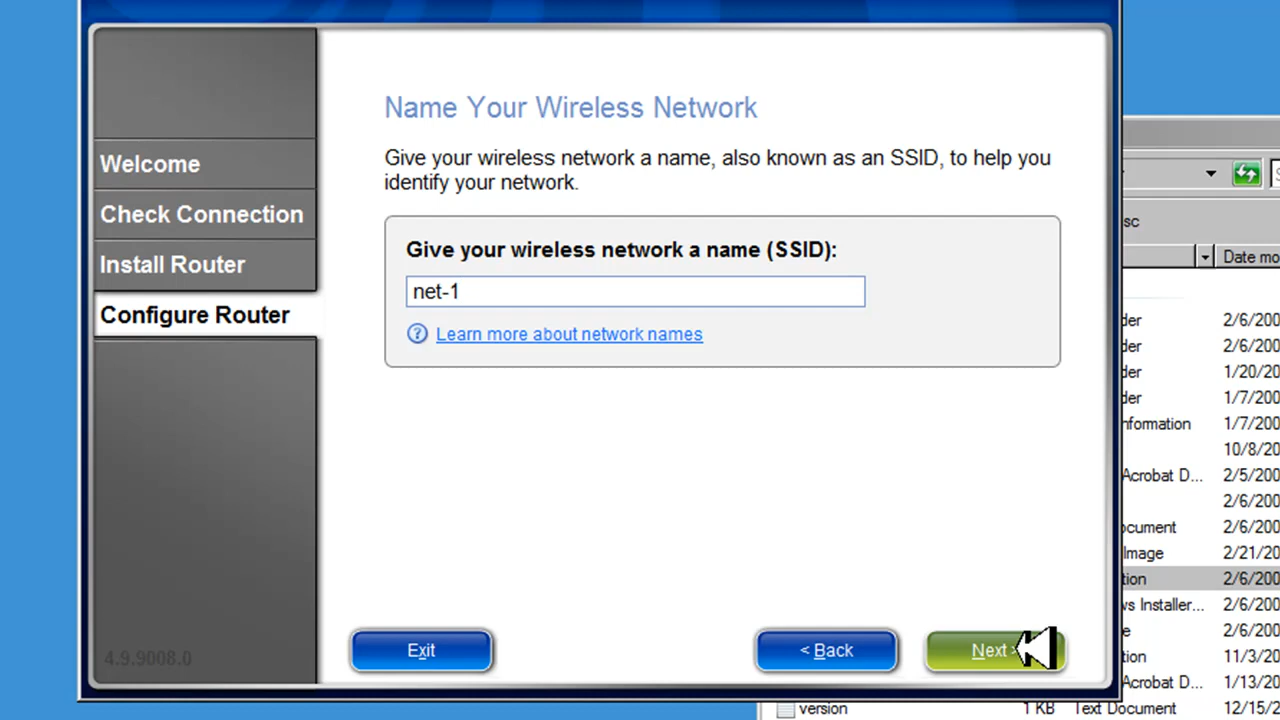 Name Your Wireless Network
Give your wireless network a name, also known as an SSID, to help you
identify your network.
Welcome
Check Connection
Install Router
Configure Router
Give your wireless network a name (SSID):
net-1
Learn more about network names
4.9.9008.0
Exit
< Back
Next
sc
Date mo
der 2/6/200
der 2/6/200
der 1/20/20
der 1/7/200
nformation 1/7/200
10/8/20
Acrobat D... 2/5/200
2/6/200
ocument 2/6/200
Image 2/21/20
tion 2/6/200
ws Installer... 2/6/200
e 2/6/200
tion 11/3/20
Acrobat D... 1/13/20
version 1 KB Text Document 12/15/2